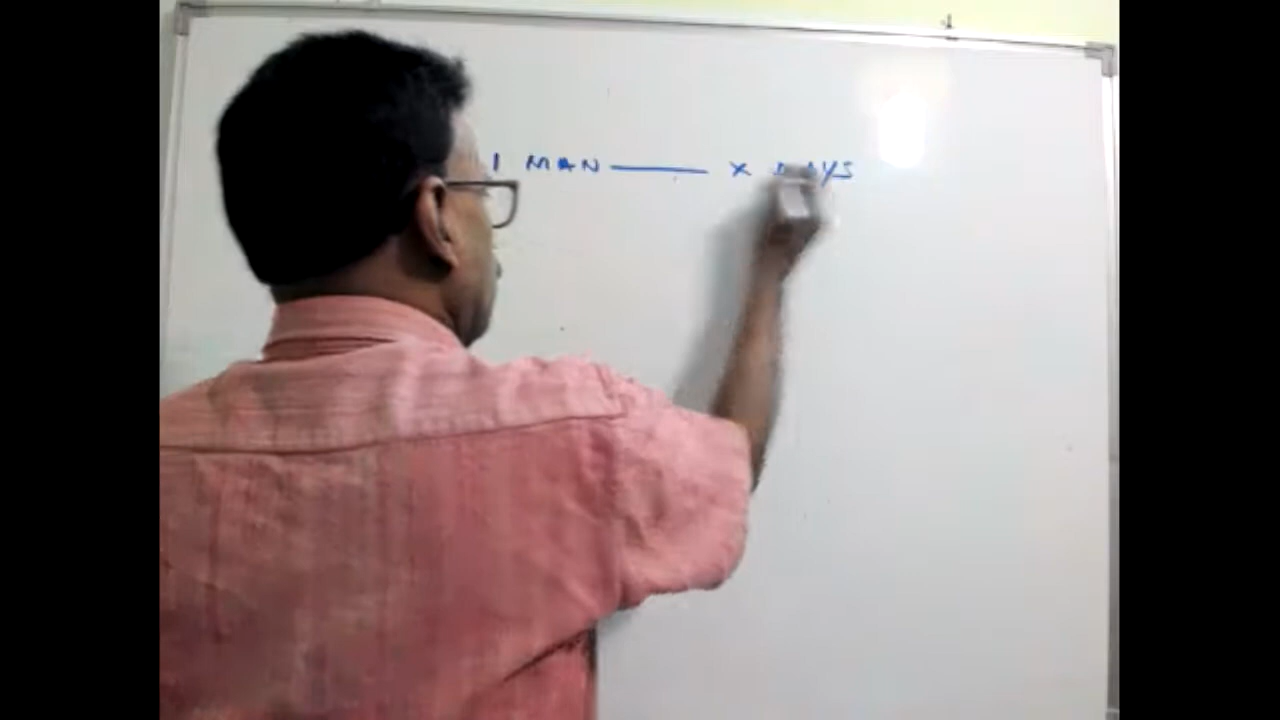 1 MAN —— x DAYS